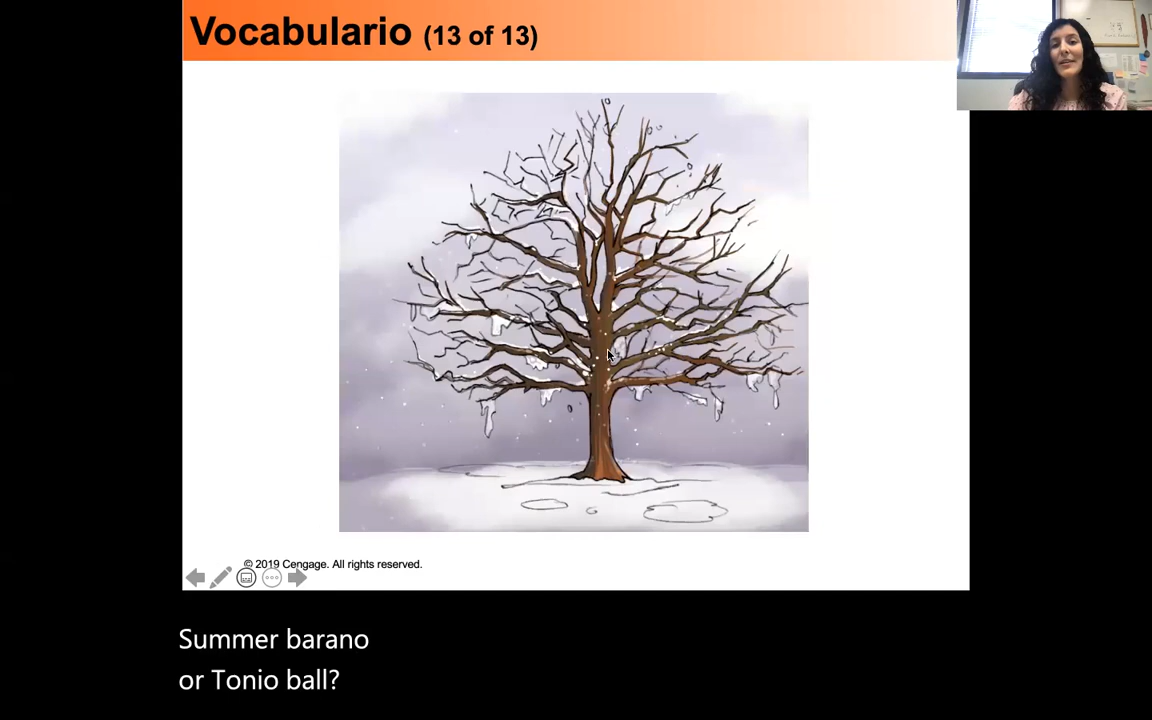 Vocabulario (13 of 13)
© 2019 Cengage. All rights reserved.
Summer barano
or Tonio ball?